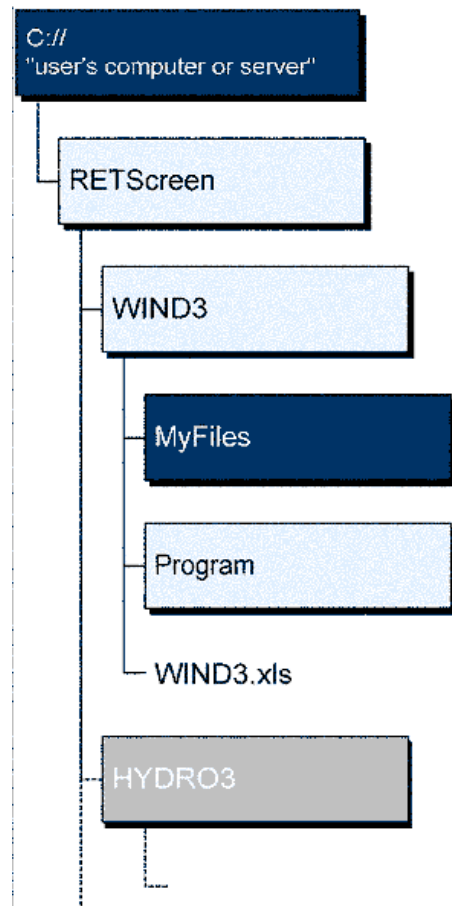 C://
"user's computer or server"
RETScreen
WIND3
MyFiles
Program
WIND3.xls
HYDRO3